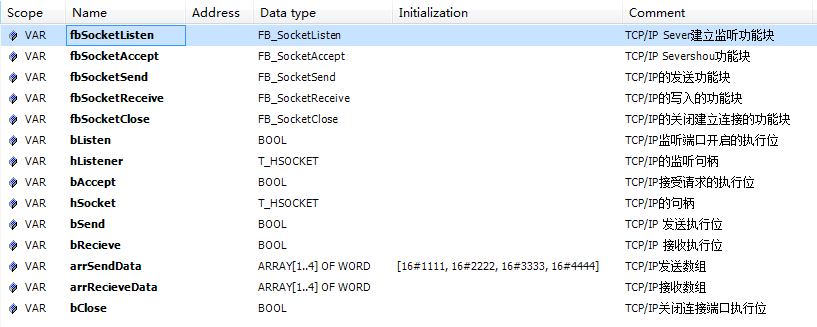 Scope Name Address Data type Initialization Comment
VAR fbSocketListen FB_SocketListen TCP/IP Sever建立监听功能块
VAR fbSocketAccept FB_SocketAccept TCP/IP Severshou功能块
VAR fbSocketSend FB_SocketSend TCP/IP的发送功能块
VAR fbSocketReceive FB_SocketReceive TCP/IP的写入的功能块
VAR fbSocketClose FB_SocketClose TCP/IP的关闭建立连接的功能块
VAR bListen BOOL TCP/IP监听端口开启的执行位
VAR hListener T_HSOCKET TCP/IP的监听句柄
VAR bAccept BOOL TCP/IP接受请求的执行位
VAR hSocket T_HSOCKET TCP/IP的句柄
VAR bSend BOOL TCP/IP 发送执行位
VAR bRecieve BOOL TCP/IP 接收执行位
VAR arrSendData ARRAY[1..4] OF WORD [16#1111, 16#2222, 16#3333, 16#4444] TCP/IP发送数组
VAR arrRecieveData ARRAY[1..4] OF WORD TCP/IP接收数组
VAR bClose BOOL TCP/IP关闭连接端口执行位